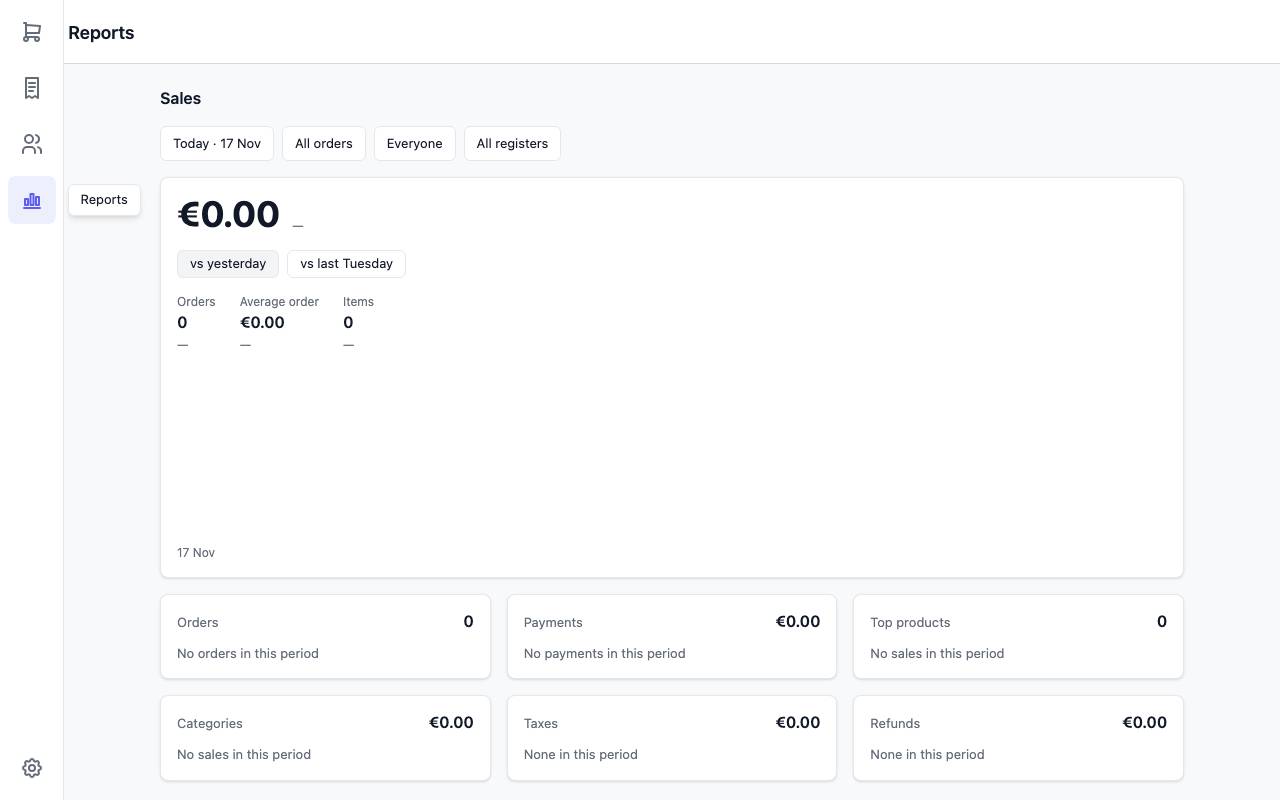 Reports
Sales
Today · 17 Nov
All orders
Everyone
All registers
Reports
€0.00 —
vs yesterday
vs last Tuesday
Orders
Average order
Items
0
€0.00
0
—
—
—
17 Nov
Orders
0
No orders in this period
Payments
€0.00
No payments in this period
Top products
0
No sales in this period
Categories
€0.00
No sales in this period
Taxes
€0.00
None in this period
Refunds
€0.00
None in this period